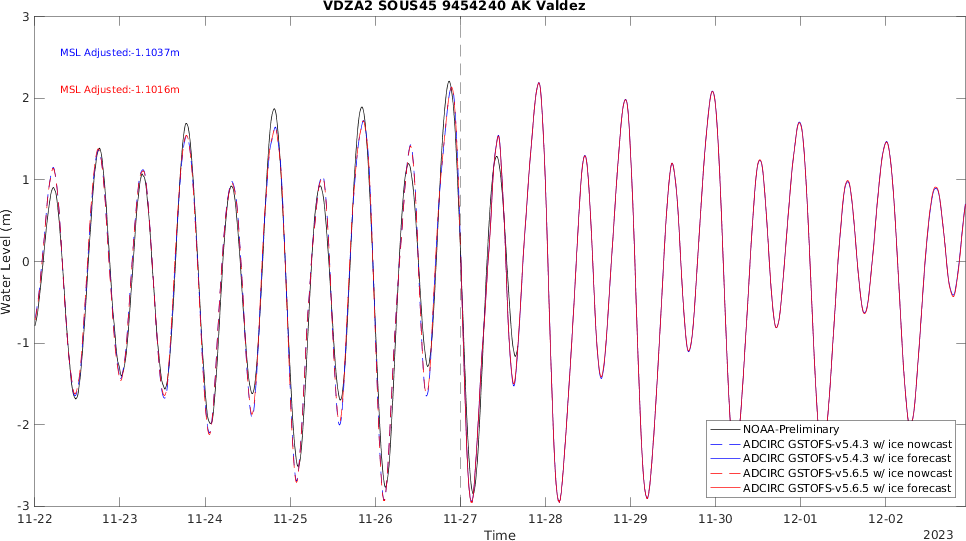 VDZA2 SOUS45 9454240 AK Valdez
MSL Adjusted:-1.1037m
MSL Adjusted:-1.1016m
Water Level (m)
3
2
1
0
-1
-2
-3
NOAA-Preliminary
ADCIRC GSTOFS-v5.4.3 w/ ice nowcast
ADCIRC GSTOFS-v5.4.3 w/ ice forecast
ADCIRC GSTOFS-v5.6.5 w/ ice nowcast
ADCIRC GSTOFS-v5.6.5 w/ ice forecast
11-22 11-23 11-24 11-25 11-26 11-27 11-28 11-29 11-30 12-01 12-02
Time
2023